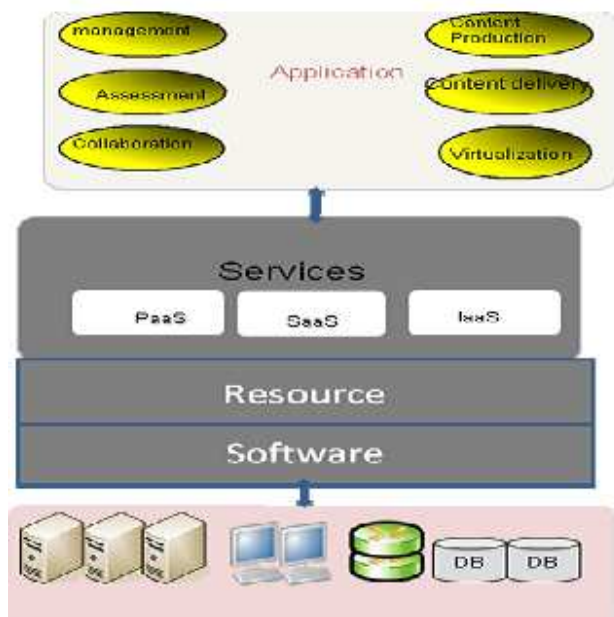 management
Content
Production
Application
Assessment
Content delivery
Collaboration
Virtualization
Services
PaaS
SaaS
IaaS
Resource
Software
DB
DB